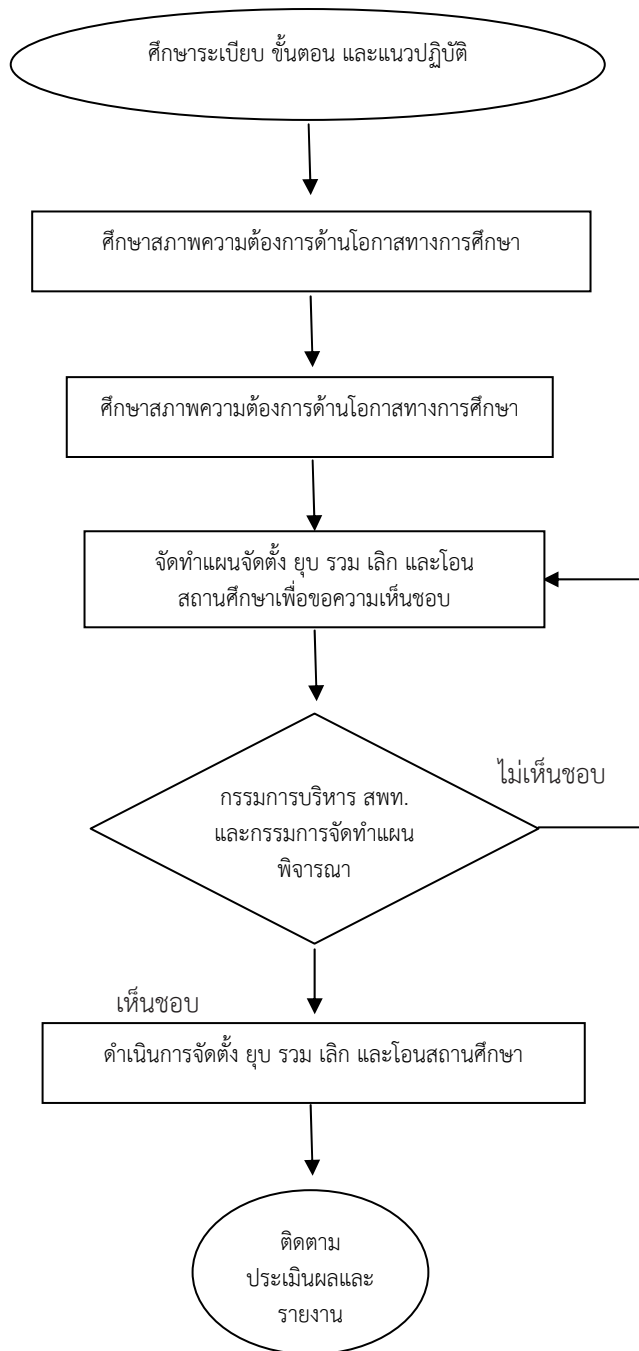 ศึกษาระเบียบ ขั้นตอน และแนวปฏิบัติ
ศึกษาสภาพความต้องการด้านโอกาสทางการศึกษา
ศึกษาสภาพความต้องการด้านโอกาสทางการศึกษา
จัดทำแผนจัดตั้ง ยุบ รวม เลิก และโอน
สถานศึกษาเพื่อขอความเห็นชอบ
ไม่เห็นชอบ
กรรมการบริหาร สพท.
และกรรมการจัดทำแผน
พิจารณา
เห็นชอบ
ดำเนินการจัดตั้ง ยุบ รวม เลิก และโอนสถานศึกษา
ติดตาม
ประเมินผลและ
รายงาน